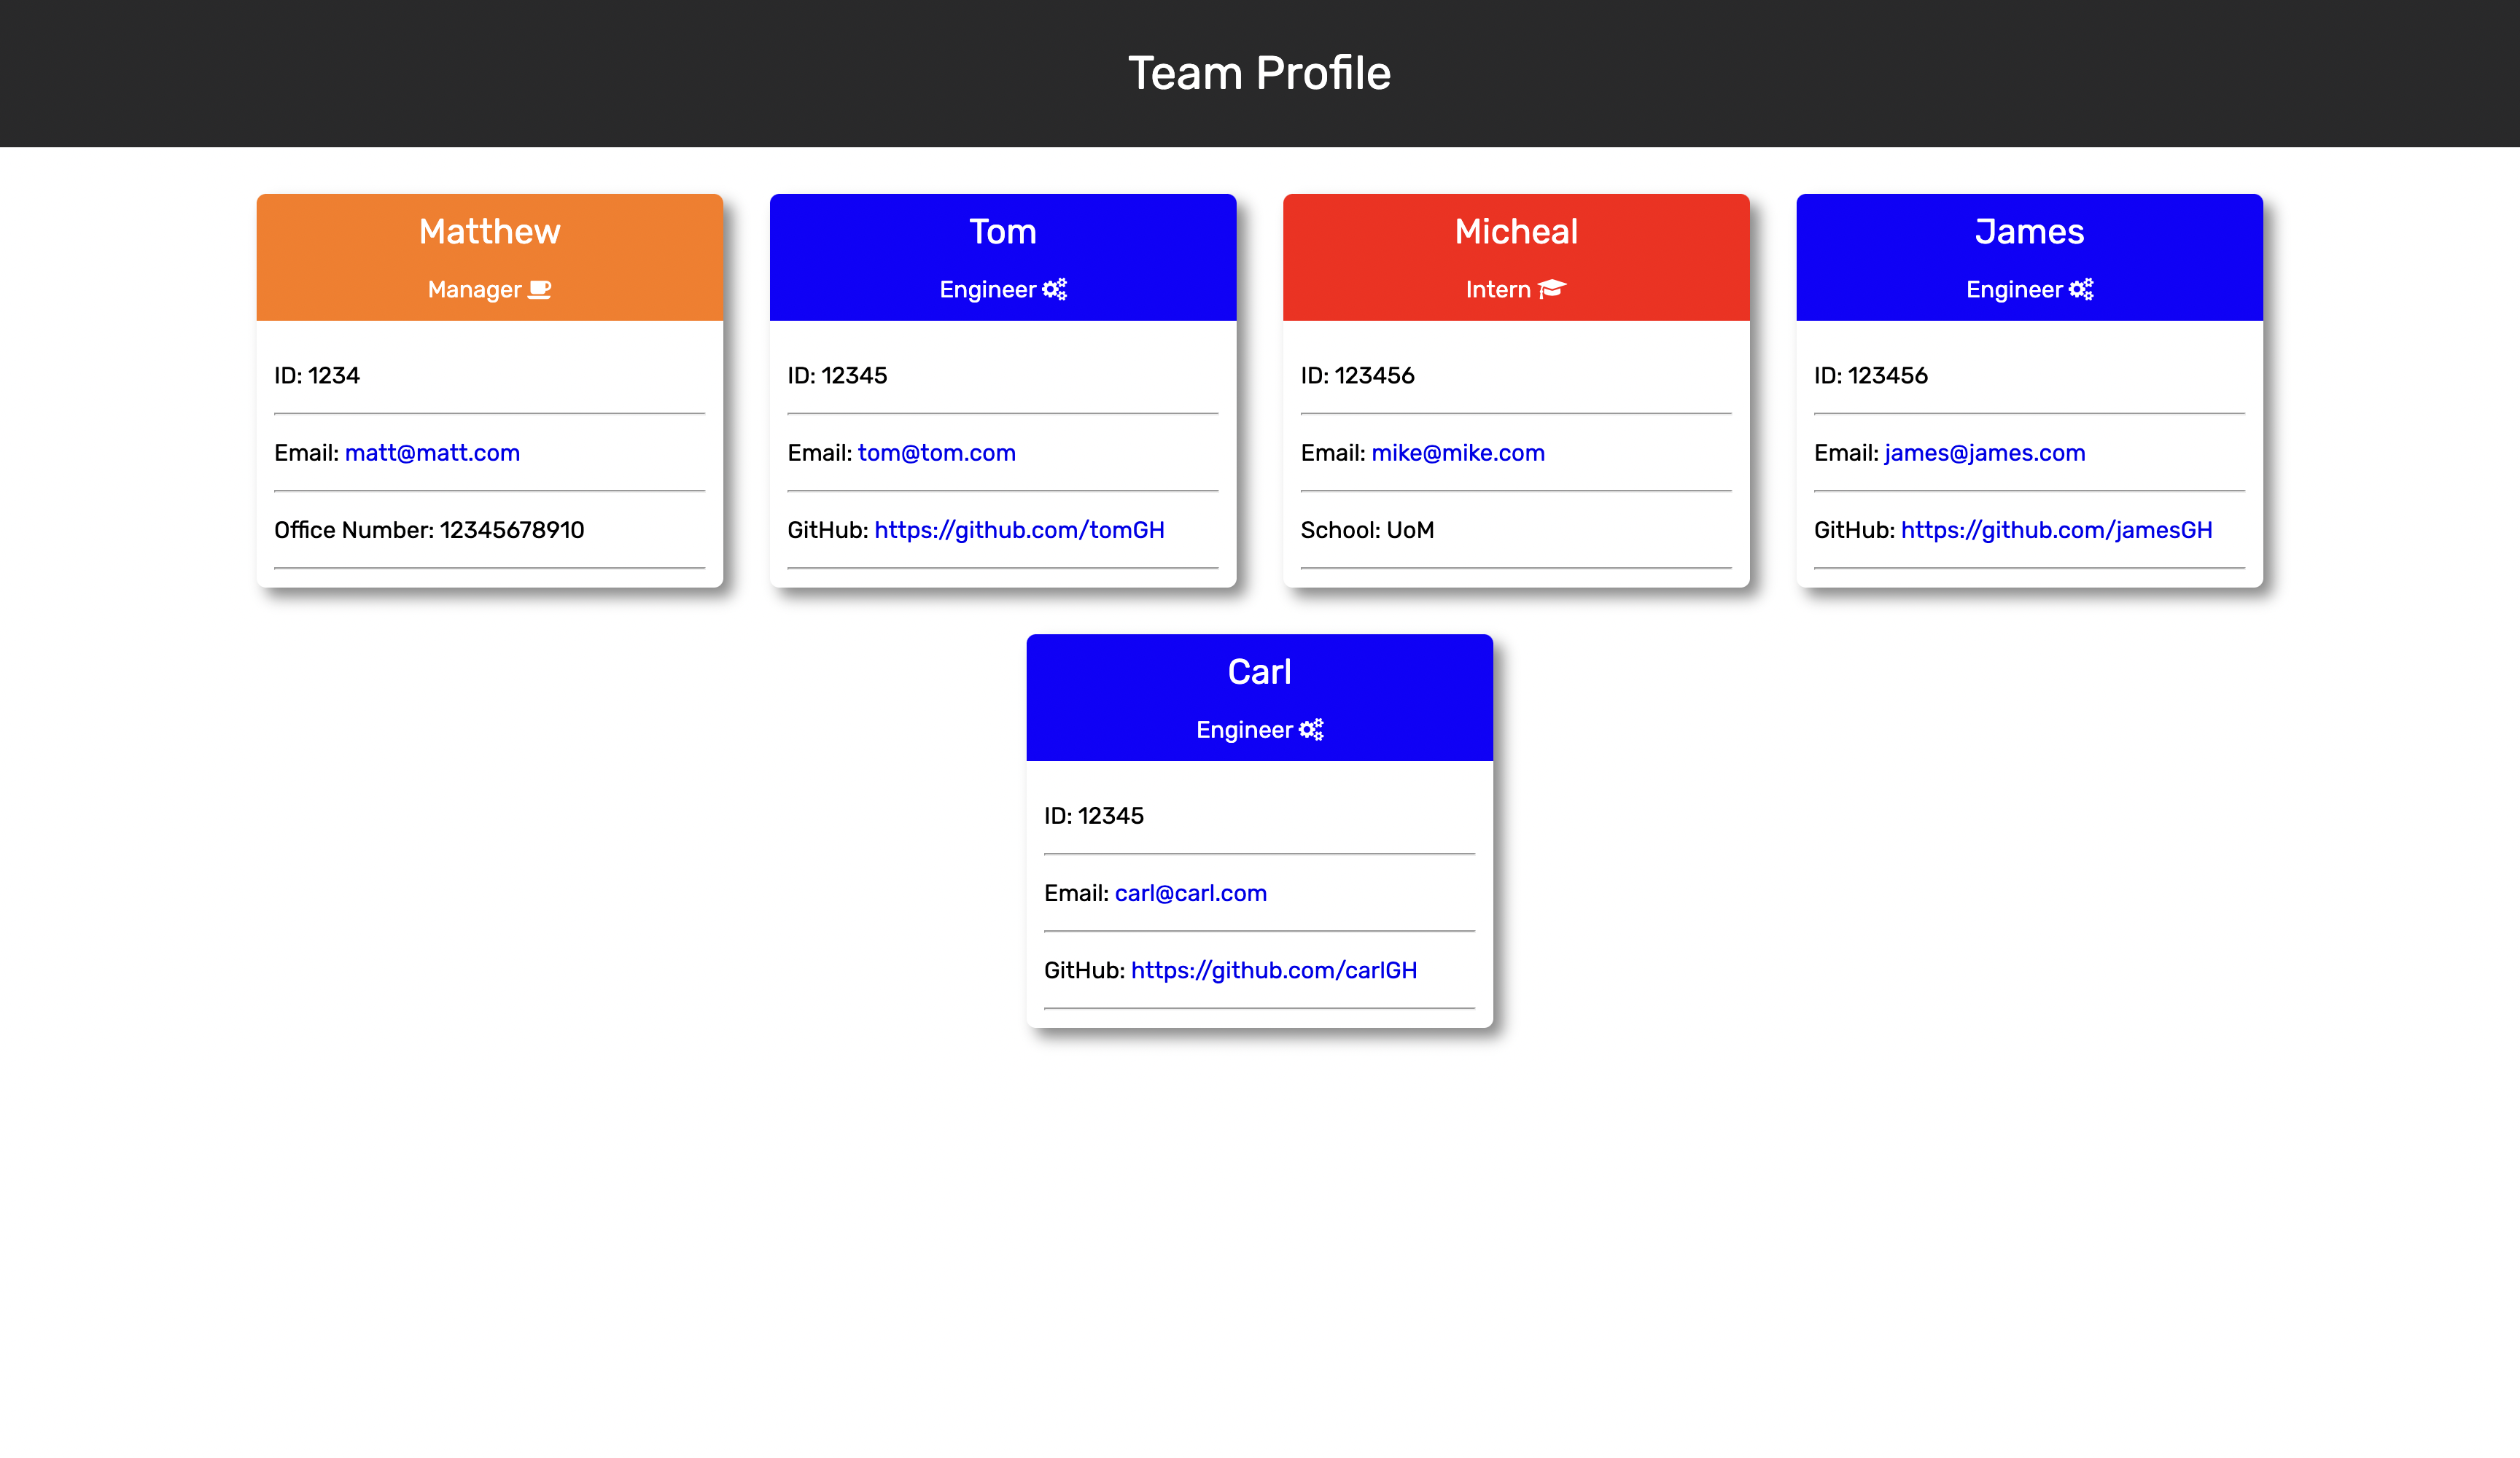 Team Profile
Matthew
Manager
ID: 1234
Email: matt@matt.com
Office Number: 12345678910
Tom
Engineer
ID: 12345
Email: tom@tom.com
GitHub: https://github.com/tomGH
Micheal
Intern
ID: 123456
Email: mike@mike.com
School: UoM
James
Engineer
ID: 123456
Email: james@james.com
GitHub: https://github.com/jamesGH
Carl
Engineer
ID: 12345
Email: carl@carl.com
GitHub: https://github.com/carlGH